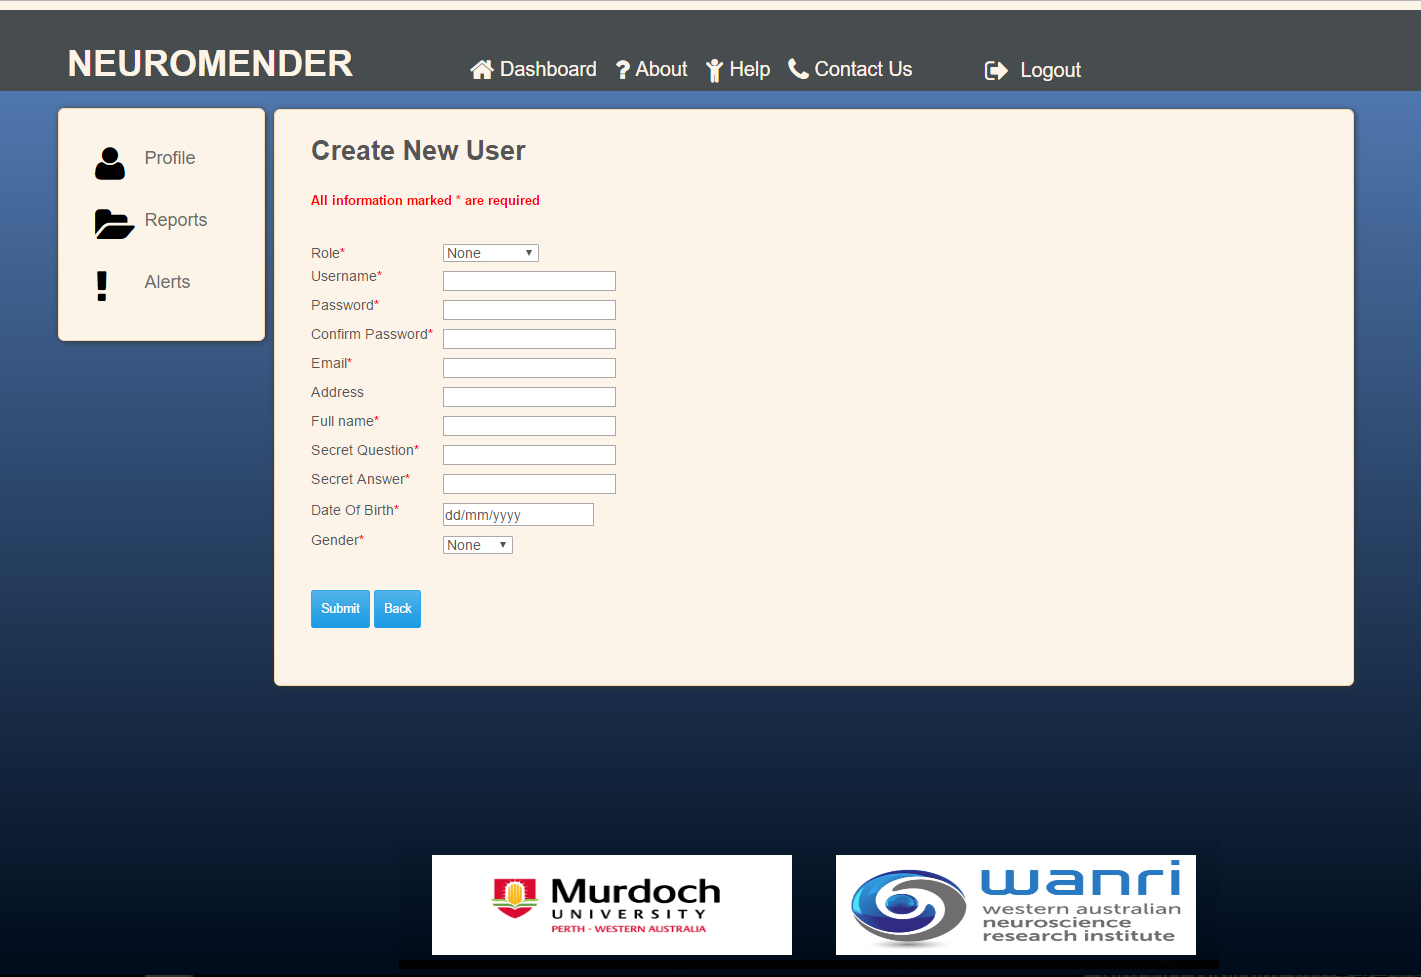 NEUROMENDER
Dashboard
About
Help
Contact Us
Logout
Profile
Reports
Alerts
Create New User
All information marked * are required
Role* None
Username*
Password*
Confirm Password*
Email*
Address
Full name*
Secret Question*
Secret Answer*
Date Of Birth* dd/mm/yyyy
Gender* None
Submit Back
Murdoch
UNIVERSITY
PERTH - WESTERN AUSTRALIA
wanri
western australian
neuroscience
research institute